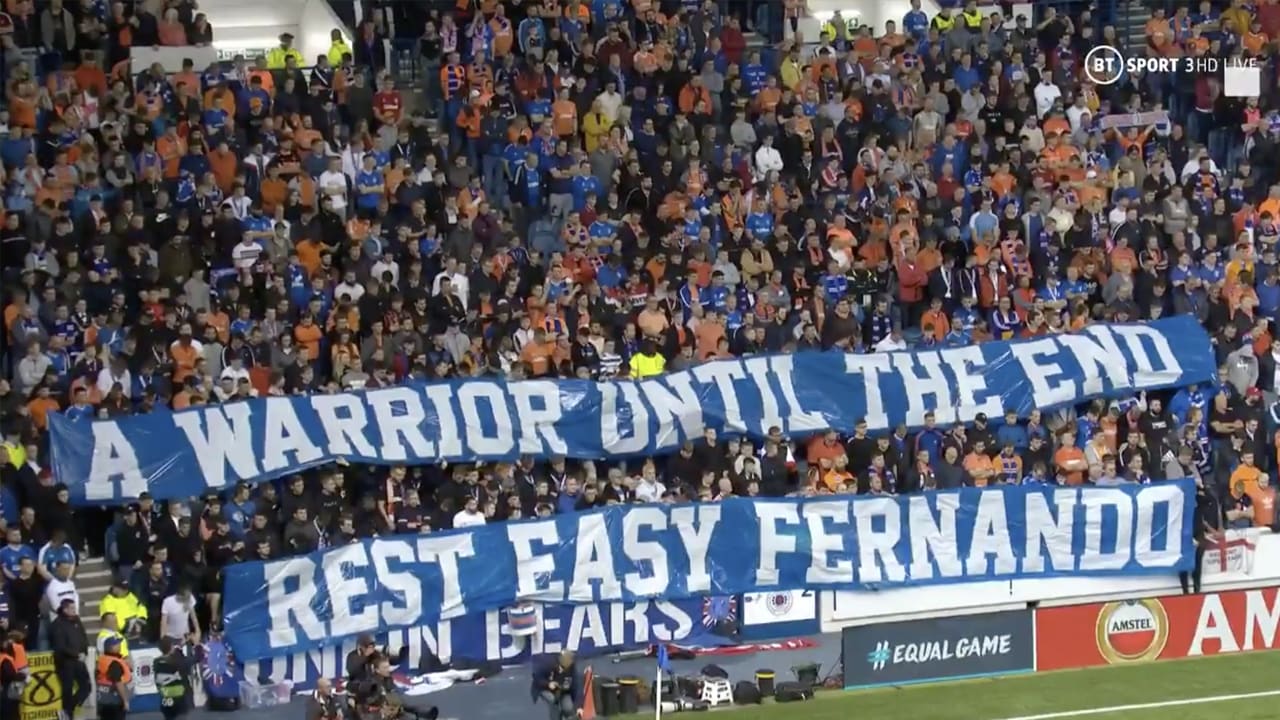 BT SPORT 3HD LIVE
A WARRIOR UNTIL THE END
REST EASY FERNANDO
UNION BEARS
#EQUALGAME
AMSTEL
AM